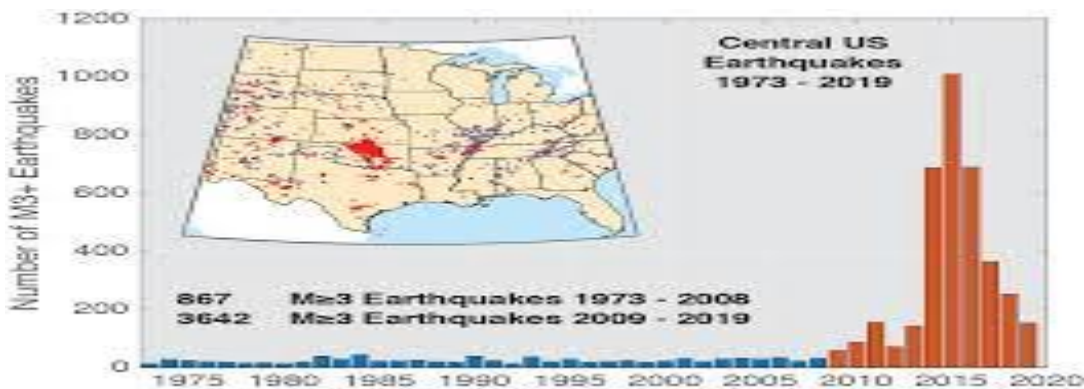 Number of M3+ Earthquakes
1200
1000
800
600
400
200
0
Central US
Earthquakes
1973 - 2019
867 M≥3 Earthquakes 1973 - 2008
3642 M≥3 Earthquakes 2009 - 2019
1975 1980 1985 1990 1995 2000 2005 2010 2015 2020